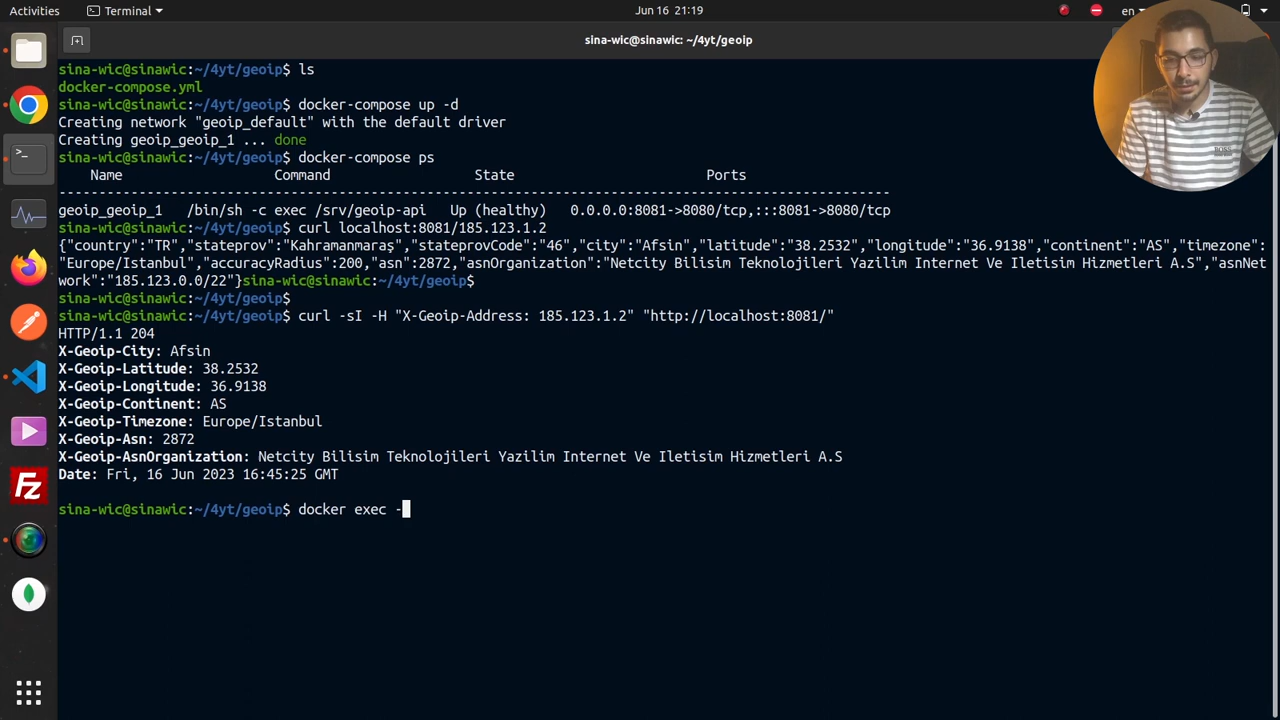 Activities
Terminal
Jun 16 21:19
en
sina-wic@sinawic: ~/4yt/geoip
sina-wic@sinawic:~/4yt/geoip$ ls
docker-compose.yml
sina-wic@sinawic:~/4yt/geoip$ docker-compose up -d
Creating network "geoip_default" with the default driver
Creating geoip_geoip_1 ... done
sina-wic@sinawic:~/4yt/geoip$ docker-compose ps
Name Command State Ports
--------------------------------------------------------------------------------------------------------
geoip_geoip_1 /bin/sh -c exec /srv/geoip-api Up (healthy) 0.0.0.0:8081->8080/tcp,:::8081->8080/tcp
sina-wic@sinawic:~/4yt/geoip$ curl localhost:8081/185.123.1.2
{"country":"TR","stateprov":"Kahramanmaraş","stateprovCode":"46","city":"Afsin","latitude":"38.2532","longitude":"36.9138","continent":"AS","timezone":
"Europe/Istanbul","accuracyRadius":200,"asn":2872,"asnOrganization":"Netcity Bilisim Teknolojileri Yazilim Internet Ve Iletisim Hizmetleri A.S","asnNet
work":"185.123.0.0/22"}sina-wic@sinawic:~/4yt/geoip$
sina-wic@sinawic:~/4yt/geoip$
sina-wic@sinawic:~/4yt/geoip$ curl -sI -H "X-Geoip-Address: 185.123.1.2" "http://localhost:8081/"
HTTP/1.1 204
X-Geoip-City: Afsin
X-Geoip-Latitude: 38.2532
X-Geoip-Longitude: 36.9138
X-Geoip-Continent: AS
X-Geoip-Timezone: Europe/Istanbul
X-Geoip-Asn: 2872
X-Geoip-AsnOrganization: Netcity Bilisim Teknolojileri Yazilim Internet Ve Iletisim Hizmetleri A.S
Date: Fri, 16 Jun 2023 16:45:25 GMT
sina-wic@sinawic:~/4yt/geoip$ docker exec -
BOSS
Fz